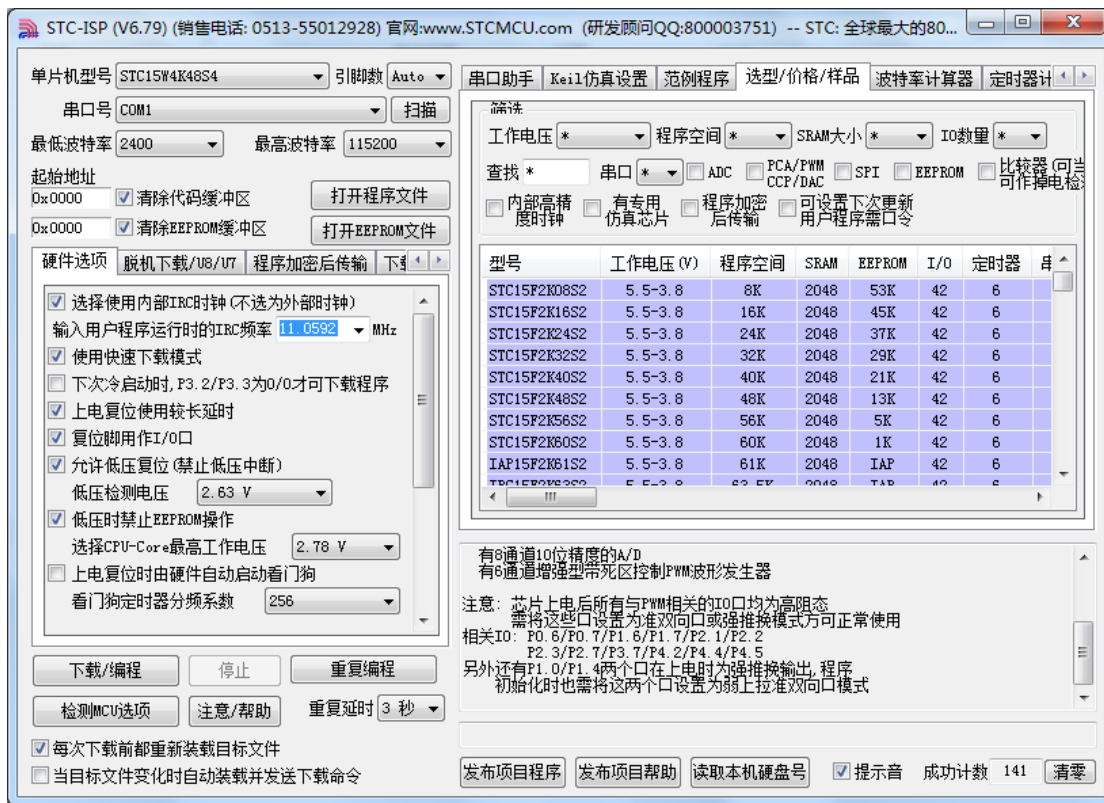 STC-ISP (V6.79) (销售电话: 0513-55012928) 官网:www.STCMCU.com (研发顾问QQ:800003751) -- STC: 全球最大的80...
单片机型号 STC15W4K48S4 引脚数 Auto
串口号 COM1 扫描
最低波特率 2400 最高波特率 115200
起始地址
0x0000 清除代码缓冲区 打开程序文件
0x0000 清除EEPROM缓冲区 打开EEPROM文件
硬件选项 脱机下载/U8/U7 程序加密后传输
选择使用内部IRC时钟(不选为外部时钟)
输入用户程序运行时的IRC频率 11.0592 MHz
使用快速下载模式
下次冷启动时,P3.2/P3.3为0/0才可下载程序
上电复位使用较长延时
复位脚用作I/O口
允许低压复位(禁止低压中断)
低压检测电压 2.63 V
低压时禁止EEPROM操作
选择CPU-Core最高工作电压 2.78 V
上电复位时由硬件自动启动看门狗
看门狗定时器分频系数 256
下载/编程 停止 重复编程
检测MCU选项 注意/帮助 重复延时 3 秒
每次下载前都重新装载目标文件
当目标文件变化时自动装载并发送下载命令
串口助手 Keil仿真设置 范例程序 选型/价格/样品 波特率计算器 定时器计
筛选
工作电压 * 程序空间 * SRAM大小 * IO数量 *
查找 * 串口 * ADC PCA/PWM CCP/DAC SPI EEPROM 比较器(可当 可作掉电检
内部高精度时钟 有专用仿真芯片 程序加密后传输 可设置下次更新用户程序需口令
型号 工作电压(V) 程序空间 SRAM EEPROM I/O 定时器 串
STC15F2K08S2 5.5-3.8 8K 2048 53K 42 6
STC15F2K16S2 5.5-3.8 16K 2048 45K 42 6
STC15F2K24S2 5.5-3.8 24K 2048 37K 42 6
STC15F2K32S2 5.5-3.8 32K 2048 29K 42 6
STC15F2K40S2 5.5-3.8 40K 2048 21K 42 6
STC15F2K48S2 5.5-3.8 48K 2048 13K 42 6
STC15F2K56S2 5.5-3.8 56K 2048 5K 42 6
STC15F2K60S2 5.5-3.8 60K 2048 1K 42 6
IAP15F2K61S2 5.5-3.8 61K 2048 IAP 42 6
有8通道10位精度的A/D
有6通道增强型带死区控制PWM波形发生器
注意: 芯片上电后所有与PWM相关的IO口均为高阻态
需将这些口设置为准双向口或强推挽模式方可正常使用
相关IO: P0.6/P0.7/P1.6/P1.7/P2.1/P2.2
P2.3/P2.7/P3.7/P4.2/P4.4/P4.5
另外还有P1.0/P1.4两个口在上电时为强推挽输出,程序
初始化时也需将这两个口设置为弱上拉准双向口模式
发布项目程序 发布项目帮助 读取本机硬盘号 提示音 成功计数 141 清零